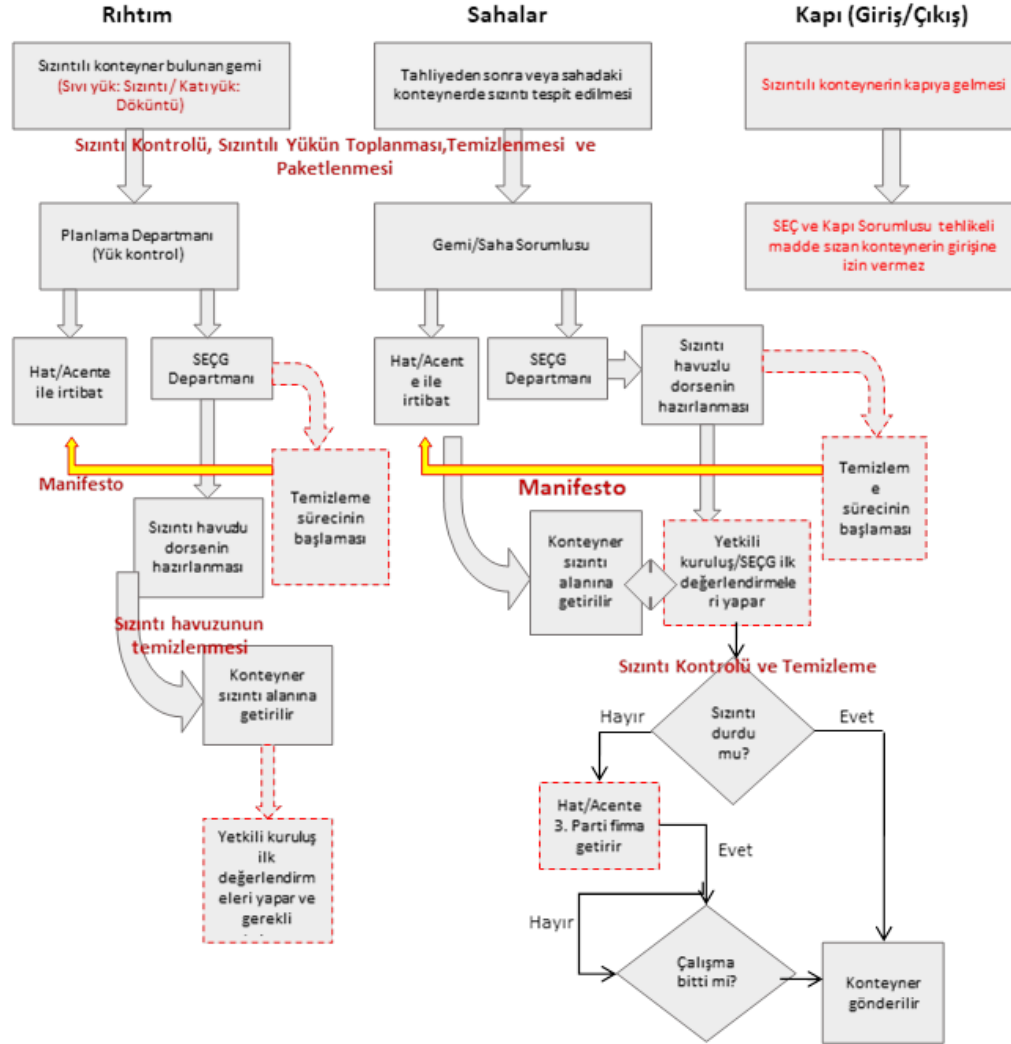 Rıhtım
Sahalar
Kapı (Giriş/Çıkış)
Sızıntılı konteyner bulunan gemi
(Sıvı yük: Sızıntı / Katı yük:
Döküntü)
Tahliyeden sonra veya sahadaki
konteynerde sızıntı tespit edilmesi
Sızıntılı konteynerin kapıya gelmesi
Sızıntı Kontrolü, Sızıntılı Yükün Toplanması,Temizlenmesi ve
Paketlenmesi
Planlama Departmanı
(Yük kontrol)
Gemi/Saha Sorumlusu
SEÇ ve Kapı Sorumlusu tehlikeli
madde sızan konteynerin girişine
izin vermez
Hat/Acente
ile irtibat
SEÇG
Departmanı
Hat/Acent
e ile
irtibat
SEÇG
Departmanı
Sızıntı
havuzlu
dorsenin
hazırlanması
Manifesto
Temizleme
sürecinin
başlaması
Manifesto
Temizlem
e
sürecinin
başlaması
Sızıntı havuzlu
dorsenin
hazırlanması
Konteyner
sızıntı
alanına
getirilir
Yetkili
kuruluş/SEÇG ilk
değerlendirmele
ri yapar
Sızıntı havuzunun
temizlenmesi
Konteyner
sızıntı alanına
getirilir
Sızıntı Kontrolü ve Temizleme
Sızıntı
durdu
mu?
Hayır
Evet
Hat/Acente
3. Parti firma
getirir
Evet
Yetkili kuruluş
ilk
değerlendirm
eleri yapar ve
gerekli
Hayır
Çalışma
bitti mi?
Konteyner
gönderilir